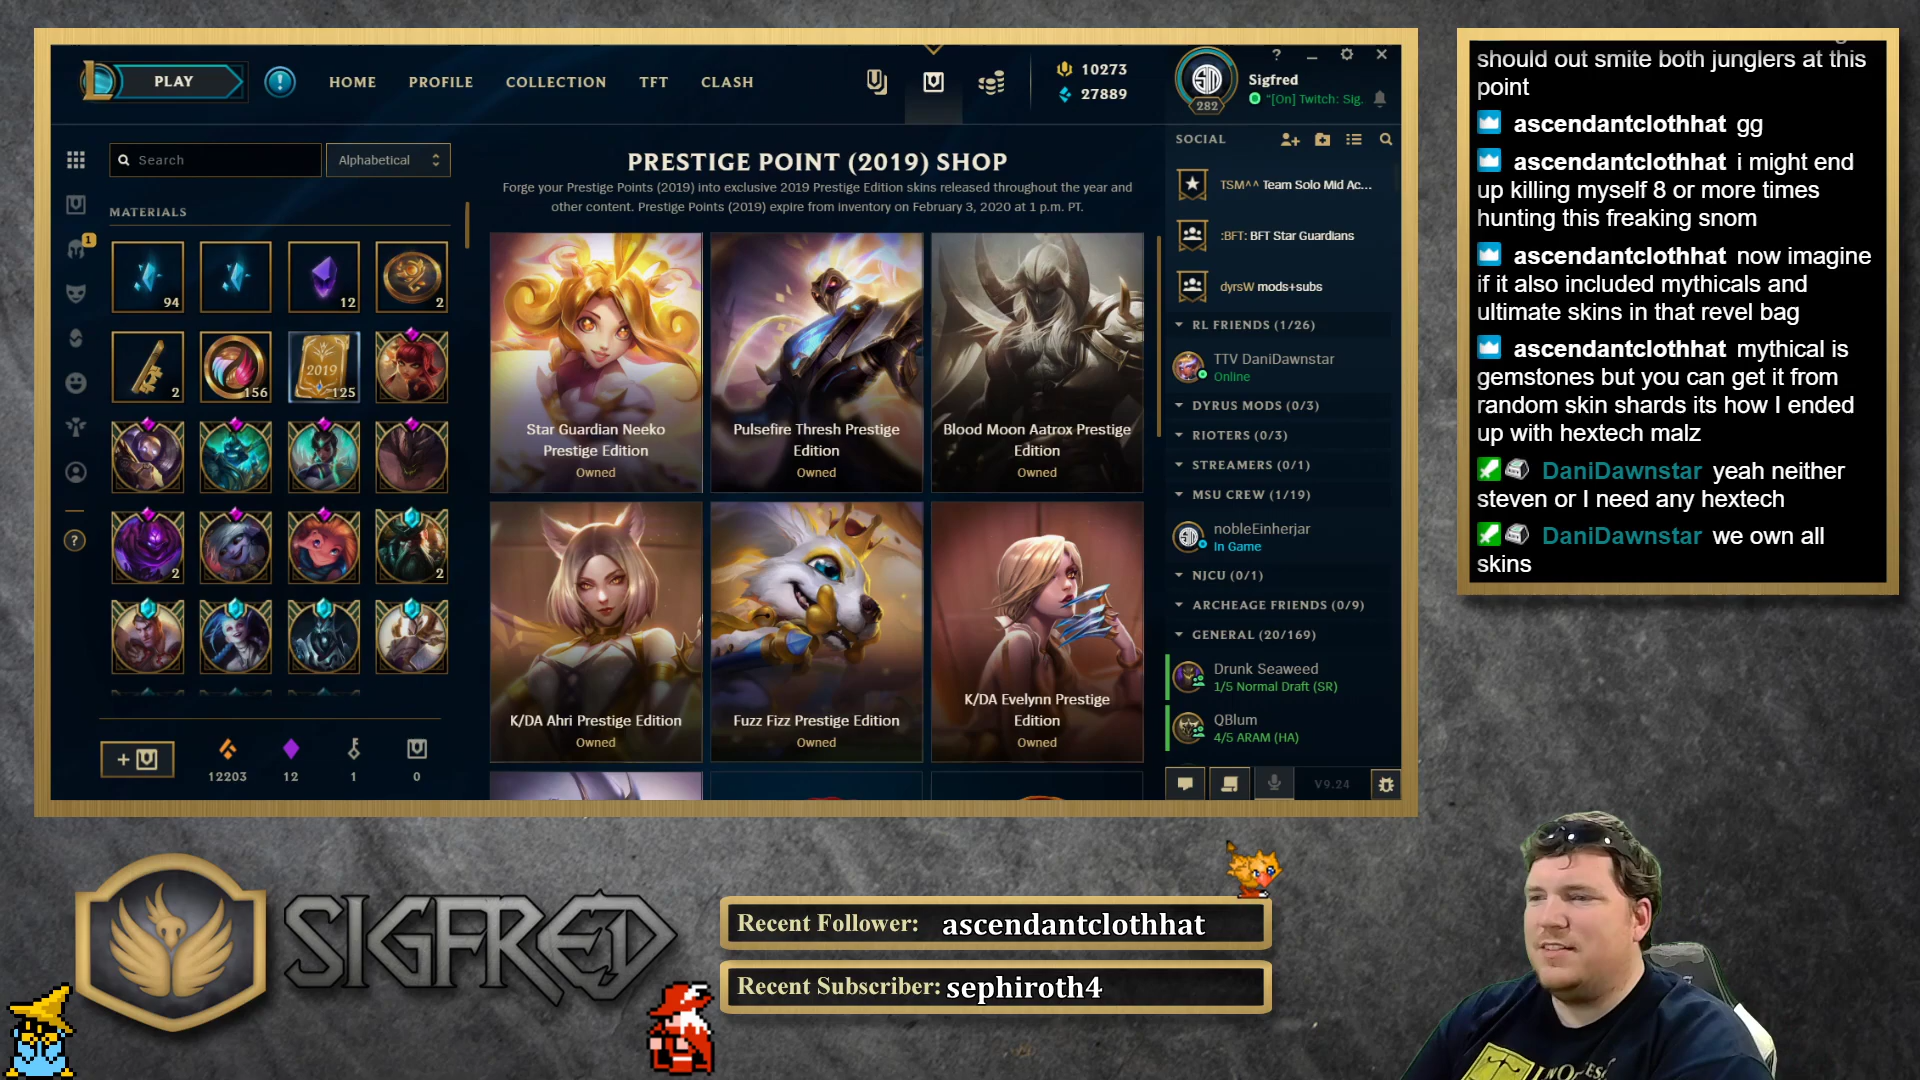 PLAY
HOME
PROFILE
COLLECTION
TFT
CLASH
10273
27889
282
Sigfred
"[On] Twitch: Sig.
Search
Alphabetical
MATERIALS
94
12
2
2
156
2019
125
2
2
1
12203
12
1
0
PRESTIGE POINT (2019) SHOP
Forge your Prestige Points (2019) into exclusive 2019 Prestige Edition skins released throughout the year and
other content. Prestige Points (2019) expire from inventory on February 3, 2020 at 1 p.m. PT.
Star Guardian Neeko
Prestige Edition
Owned
Pulsefire Thresh Prestige
Edition
Owned
Blood Moon Aatrox Prestige
Edition
Owned
K/DA Ahri Prestige Edition
Owned
Fuzz Fizz Prestige Edition
Owned
K/DA Evelynn Prestige
Edition
Owned
SOCIAL
TSM^^ Team Solo Mid Ac...
:BFT: BFT Star Guardians
dyrsW mods+subs
RL FRIENDS (1/26)
TTV DaniDawnstar
Online
DYRUS MODS (0/3)
RIOTERS (0/3)
STREAMERS (0/1)
MSU CREW (1/19)
nobleEinherjar
In Game
NJCU (0/1)
ARCHEAGE FRIENDS (0/9)
GENERAL (20/169)
Drunk Seaweed
1/5 Normal Draft (SR)
QBlum
4/5 ARAM (HA)
V9.24
should out smite both junglers at this
point
ascendantclothhat gg
ascendantclothhat i might end
up killing myself 8 or more times
hunting this freaking snom
ascendantclothhat now imagine
if it also included mythicals and
ultimate skins in that revel bag
ascendantclothhat mythical is
gemstones but you can get it from
random skin shards its how I ended
up with hextech malz
DaniDawnstar yeah neither
steven or I need any hextech
DaniDawnstar we own all
skins
SIGFRED
Recent Follower: ascendantclothhat
Recent Subscriber: sephiroth4